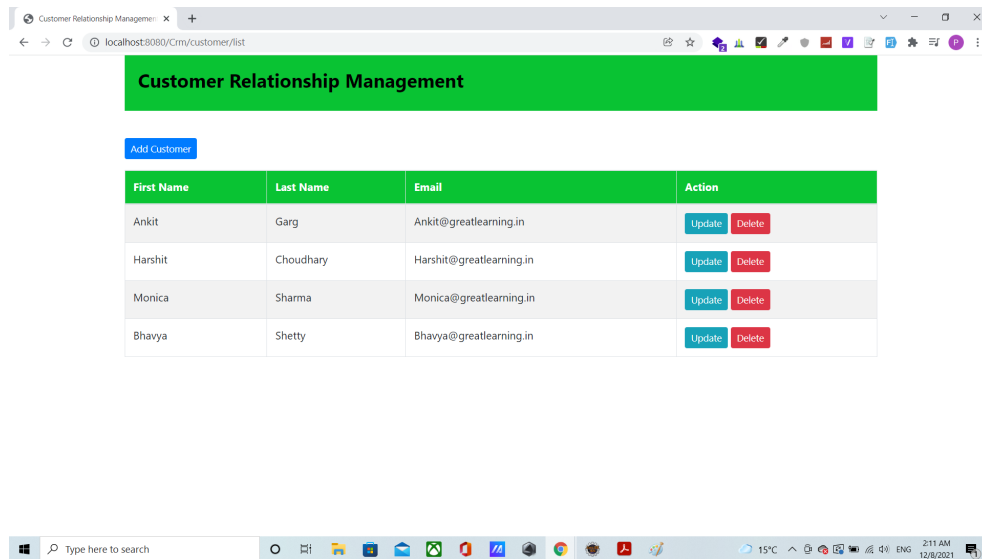 Customer Relationship Managemen
localhost:8080/Crm/customer/list
2
P
Customer Relationship Management
Add Customer
First Name Last Name Email Action
Ankit Garg Ankit@greatlearning.in Update Delete
Harshit Choudhary Harshit@greatlearning.in Update Delete
Monica Sharma Monica@greatlearning.in Update Delete
Bhavya Shetty Bhavya@greatlearning.in Update Delete
Type here to search 15°C ENG 2:11 AM
12/8/2021